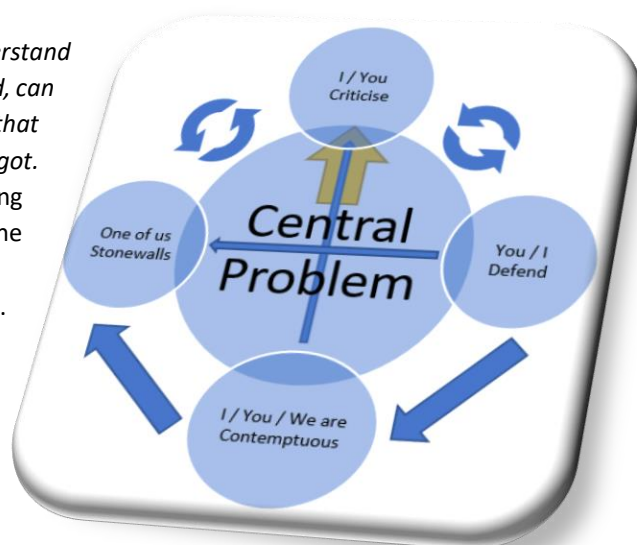 erstand
d, can
that
got.
ng
ne
.
I / You
Criticise
One of us
Stonewalls
Central
Problem
You / I
Defend
I / You / We are
Contemptuous